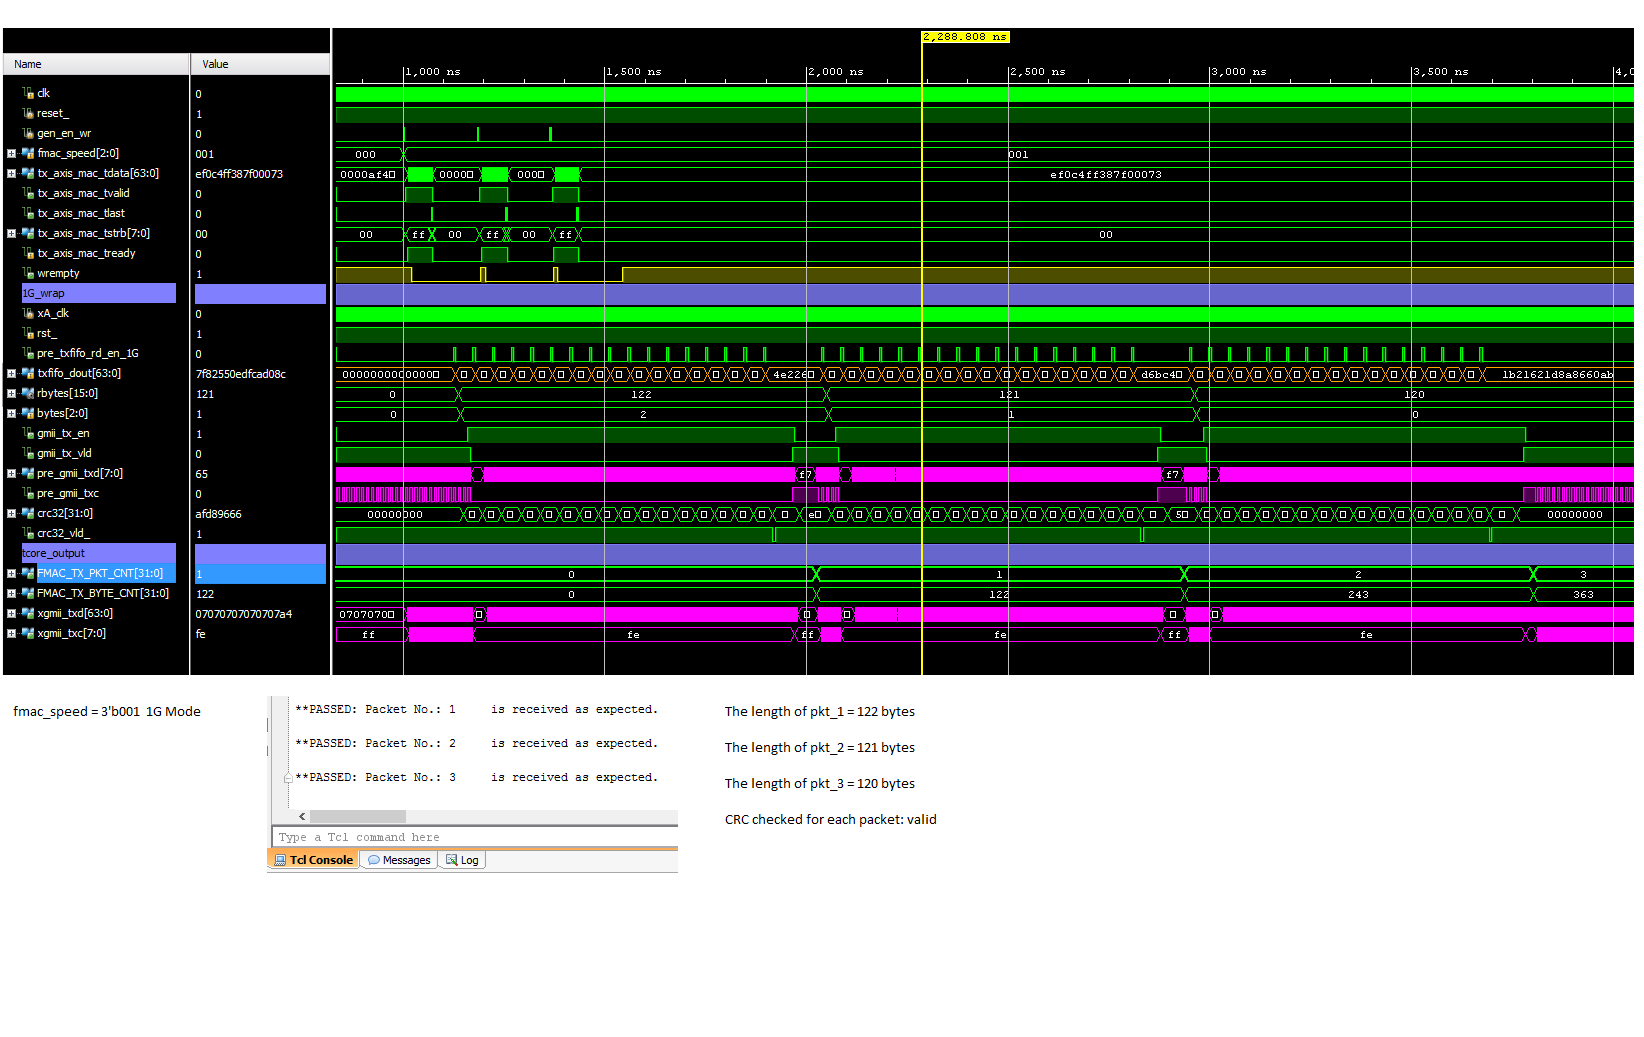 2,288.808 ns
Name Value
1,000 ns 1,500 ns 2,000 ns 2,500 ns 3,000 ns 3,500 ns 4,0
clk 0
reset_ 1
gen_en_wr 0
fmac_speed[2:0] 001 000 001
tx_axis_mac_tdata[63:0] ef0c4ff387f00073 0000af4 0000 000 ef0c4ff387f00073
tx_axis_mac_tvalid 0
tx_axis_mac_tlast 0
tx_axis_mac_tstrb[7:0] 00 00 ff 00 ff 00 ff 00
tx_axis_mac_tready 0
wrempty 1
1G_wrap
xA_clk 0
rst_ 1
pre_txfifo_rd_en_1G 0
txfifo_dout[63:0] 7f82550edfcad08c 0000000000000 4e226 d6bc4 1b21621d8a8660ab
rbytes[15:0] 121 0 122 121 120
bytes[2:0] 1 0 2 1 0
gmii_tx_en 1
gmii_tx_vld 0
pre_gmii_txd[7:0] 65 f7 f7
pre_gmii_txc 0
crc32[31:0] afd89666 00000000 e 5 00000000
crc32_vld_ 1
tcore_output
FMAC_TX_PKT_CNT[31:0] 1 0 1 2 3
FMAC_TX_BYTE_CNT[31:0] 122 0 122 243 363
xgmii_txd[63:0] 07070707070707a4 0707070
xgmii_txc[7:0] fe ff fe ff fe ff fe
fmac_speed = 3'b001 1G Mode
**PASSED: Packet No.: 1 is received as expected.
**PASSED: Packet No.: 2 is received as expected.
**PASSED: Packet No.: 3 is received as expected.
Type a Tcl command here
Tcl Console Messages Log
The length of pkt_1 = 122 bytes
The length of pkt_2 = 121 bytes
The length of pkt_3 = 120 bytes
CRC checked for each packet: valid